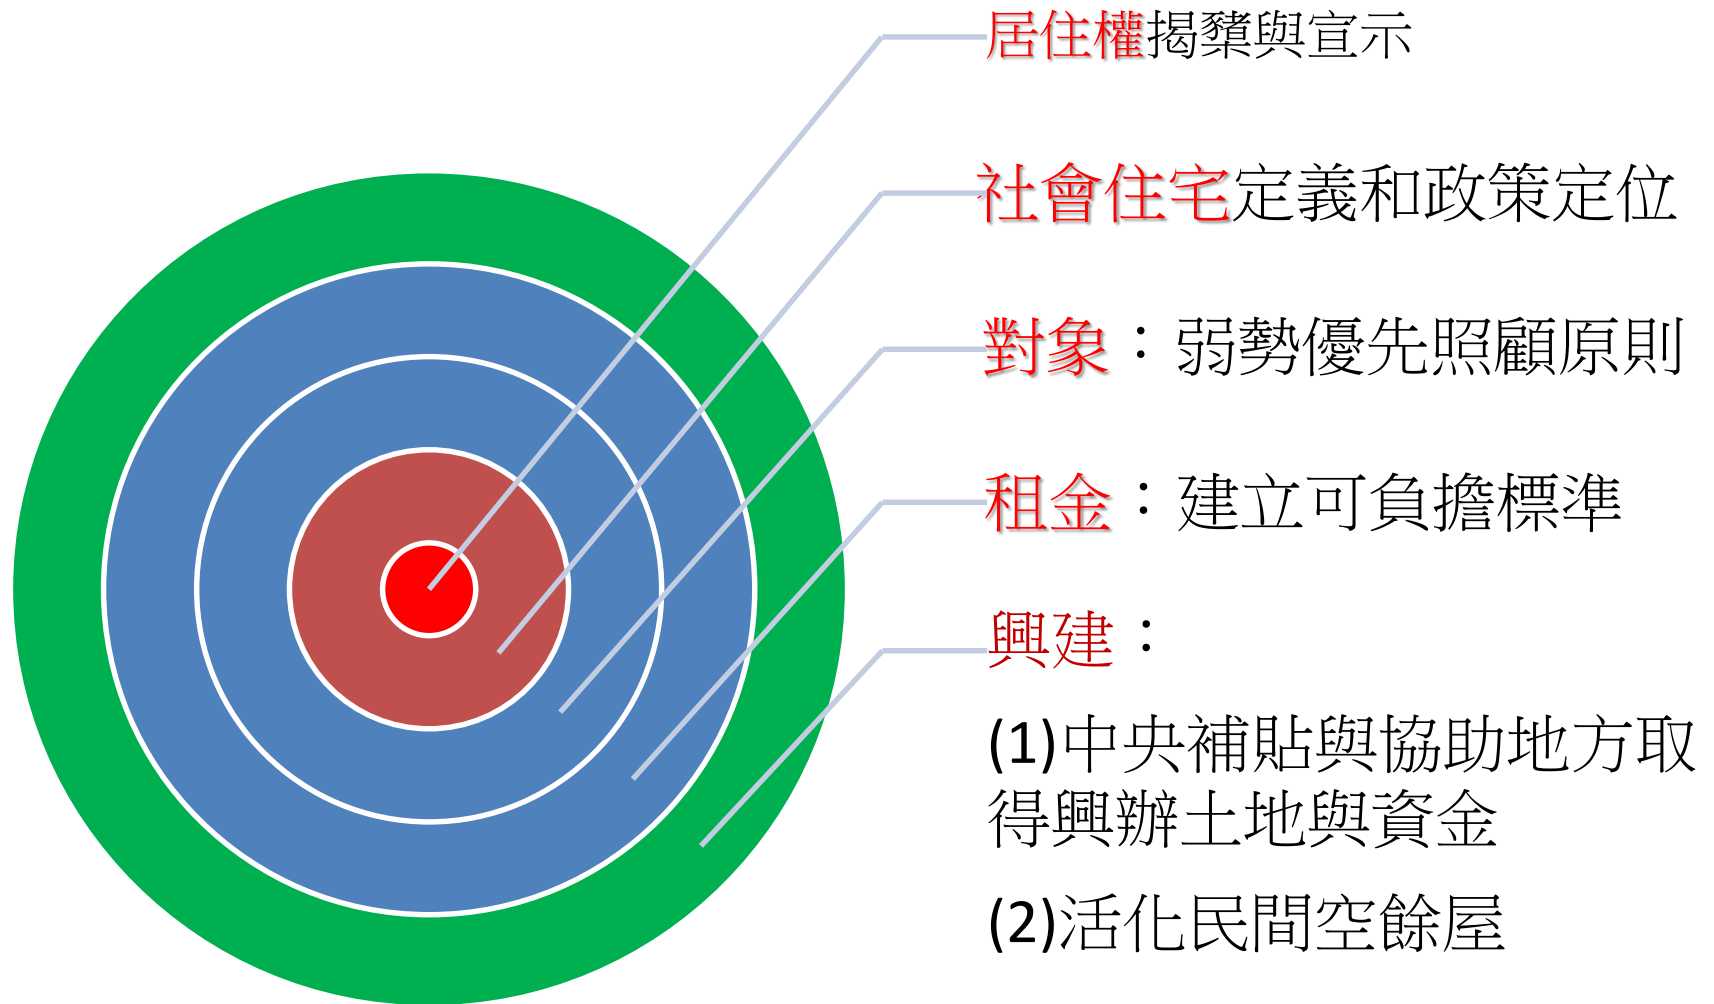 居住權揭櫫與宣示
社會住宅定義和政策定位
對象：弱勢優先照顧原則
租金：建立可負擔標準
興建：
(1)中央補貼與協助地方取
得興辦土地與資金
(2)活化民間空餘屋